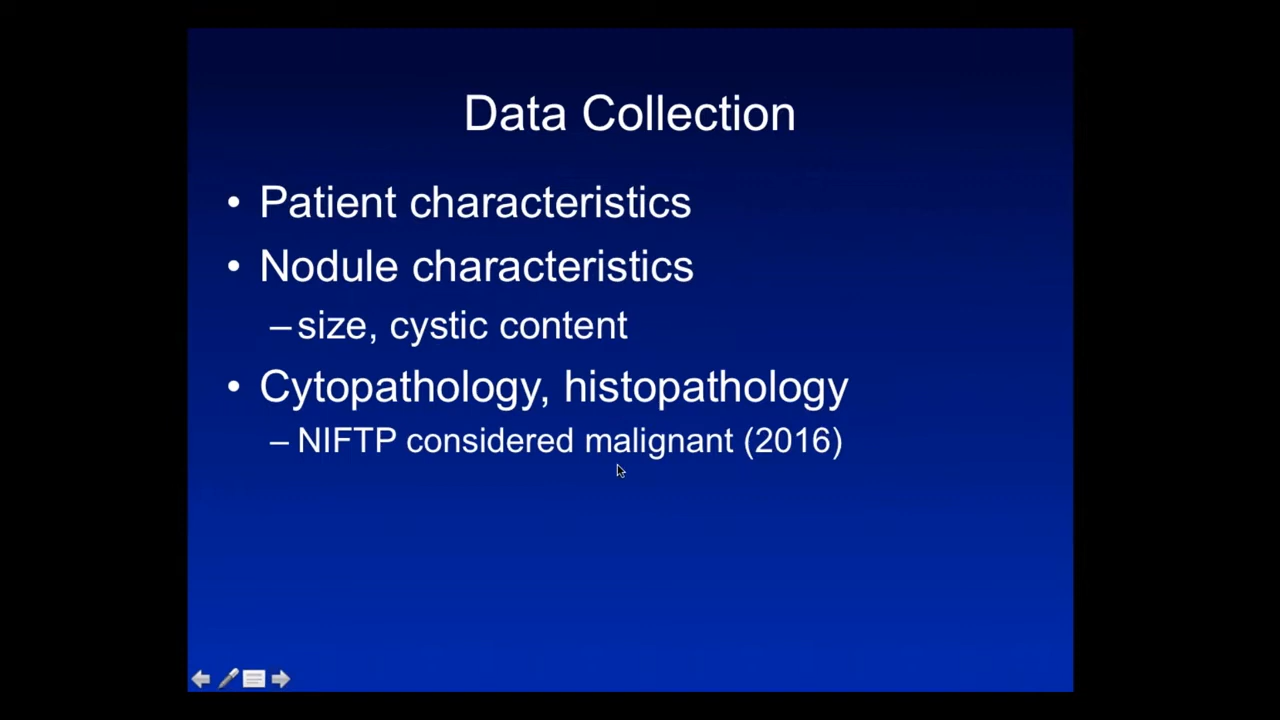 Data Collection
• Patient characteristics
• Nodule characteristics
–size, cystic content
• Cytopathology, histopathology
– NIFTP considered malignant (2016)